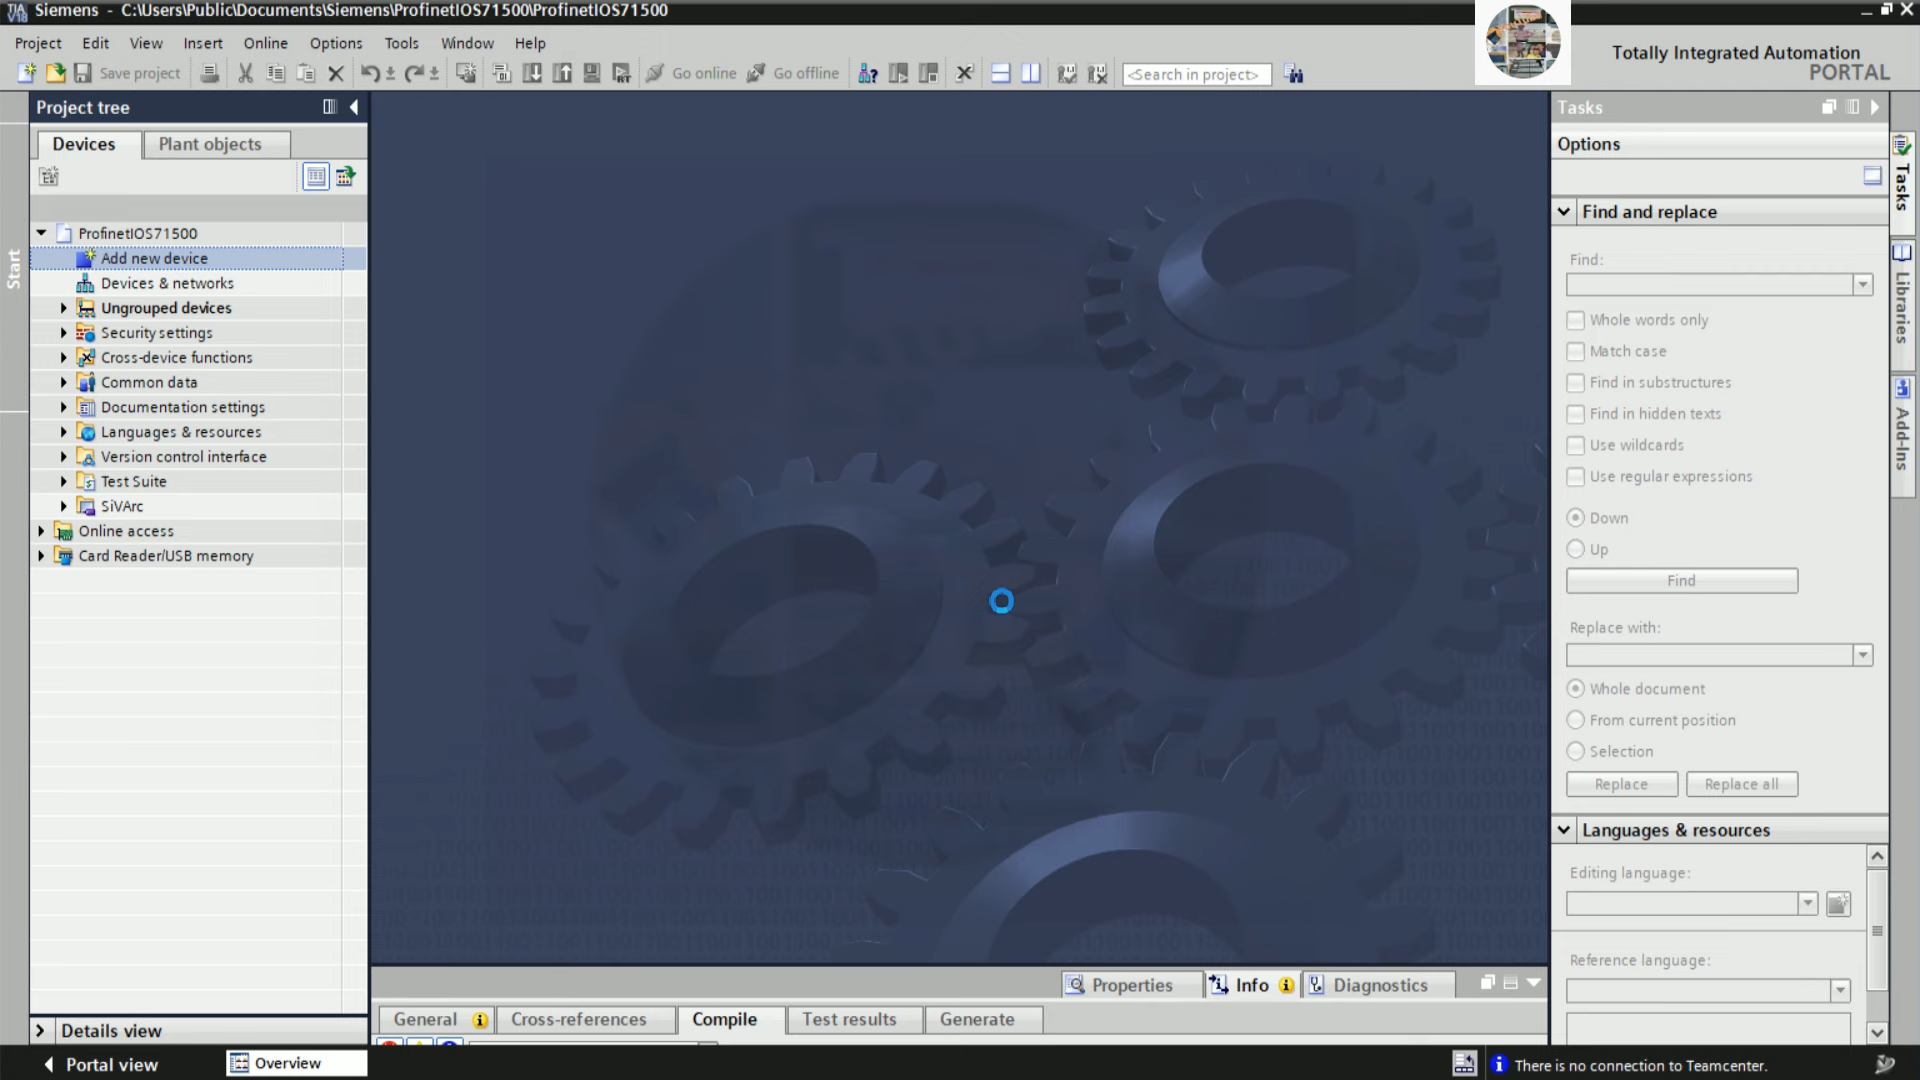 Siemens - C:\Users\Public\Documents\Siemens\ProfinetIOS71500\ProfinetIOS71500
Project Edit View Insert Online Options Tools Window Help
Totally Integrated Automation
PORTAL
Save project
Go online
Go offline
<Search in project>
Project tree
Devices
Plant objects
Start
ProfinetIOS71500
Add new device
Devices & networks
Ungrouped devices
Security settings
Cross-device functions
Common data
Documentation settings
Languages & resources
Version control interface
Test Suite
SiVArc
Online access
Card Reader/USB memory
Details view
Portal view
Overview
Properties
Info
Diagnostics
General
Cross-references
Compile
Test results
Generate
Tasks
Options
Find and replace
Find:
Whole words only
Match case
Find in substructures
Find in hidden texts
Use wildcards
Use regular expressions
Down
Up
Find
Replace with:
Whole document
From current position
Selection
Replace
Replace all
Languages & resources
Editing language:
Reference language:
Tasks
Libraries
Add-Ins
There is no connection to Teamcenter.